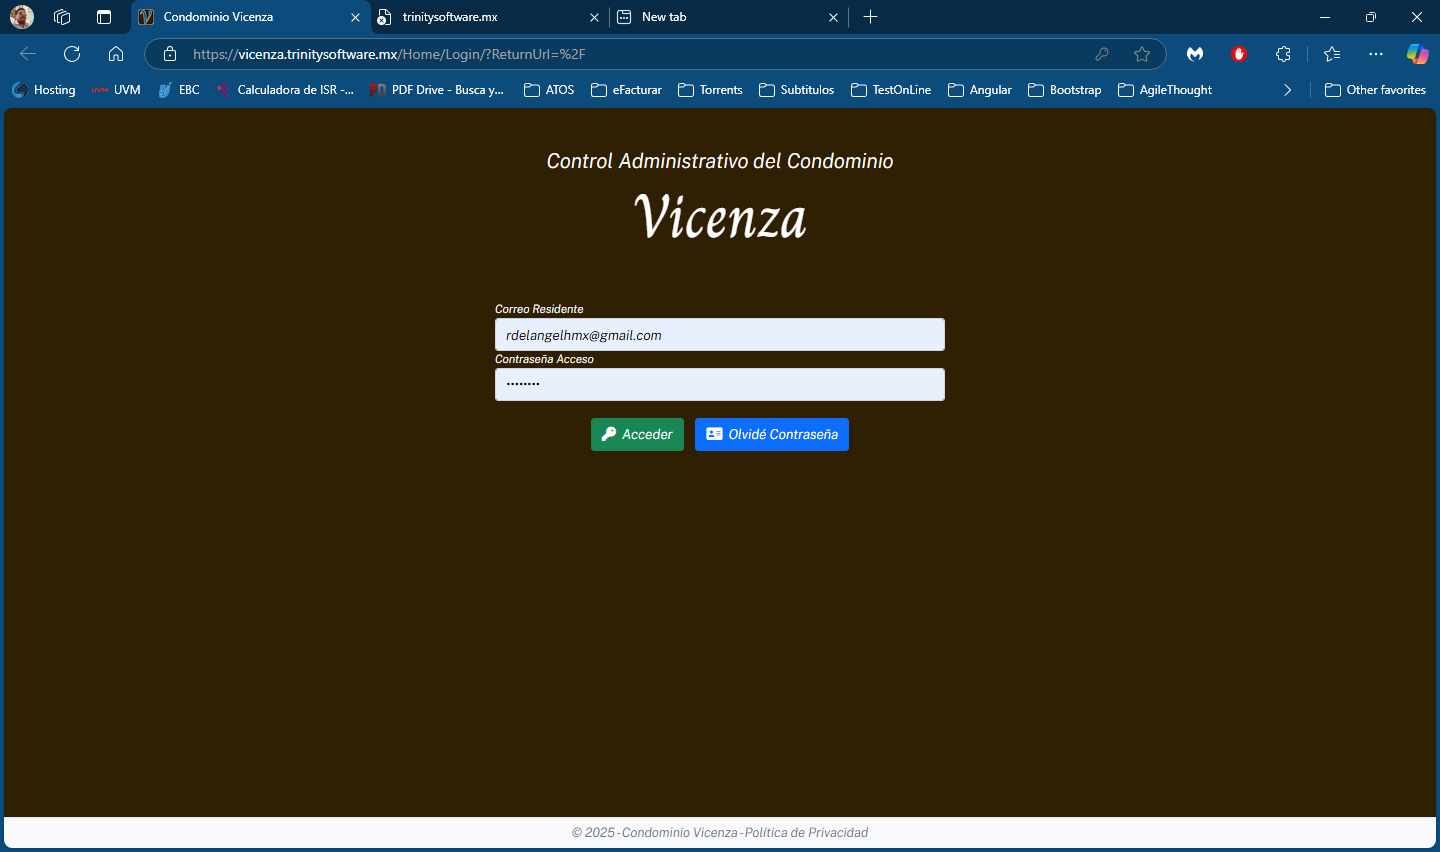 Condominio Vicenza
trinitysoftware.mx
New tab
https://vicenza.trinitysoftware.mx/Home/Login/?ReturnUrl=%2F
Hosting
UVM UVM
EBC
Calculadora de ISR -...
PDF Drive - Busca y...
ATOS
eFacturar
Torrents
Subtitulos
TestOnLine
Angular
Bootstrap
AgileThought
Other favorites
Control Administrativo del Condominio
Vicenza
Correo Residente
rdelangelhmx@gmail.com
Contraseña Acceso
••••••••
Acceder
Olvidé Contraseña
© 2025 - Condominio Vicenza - Política de Privacidad